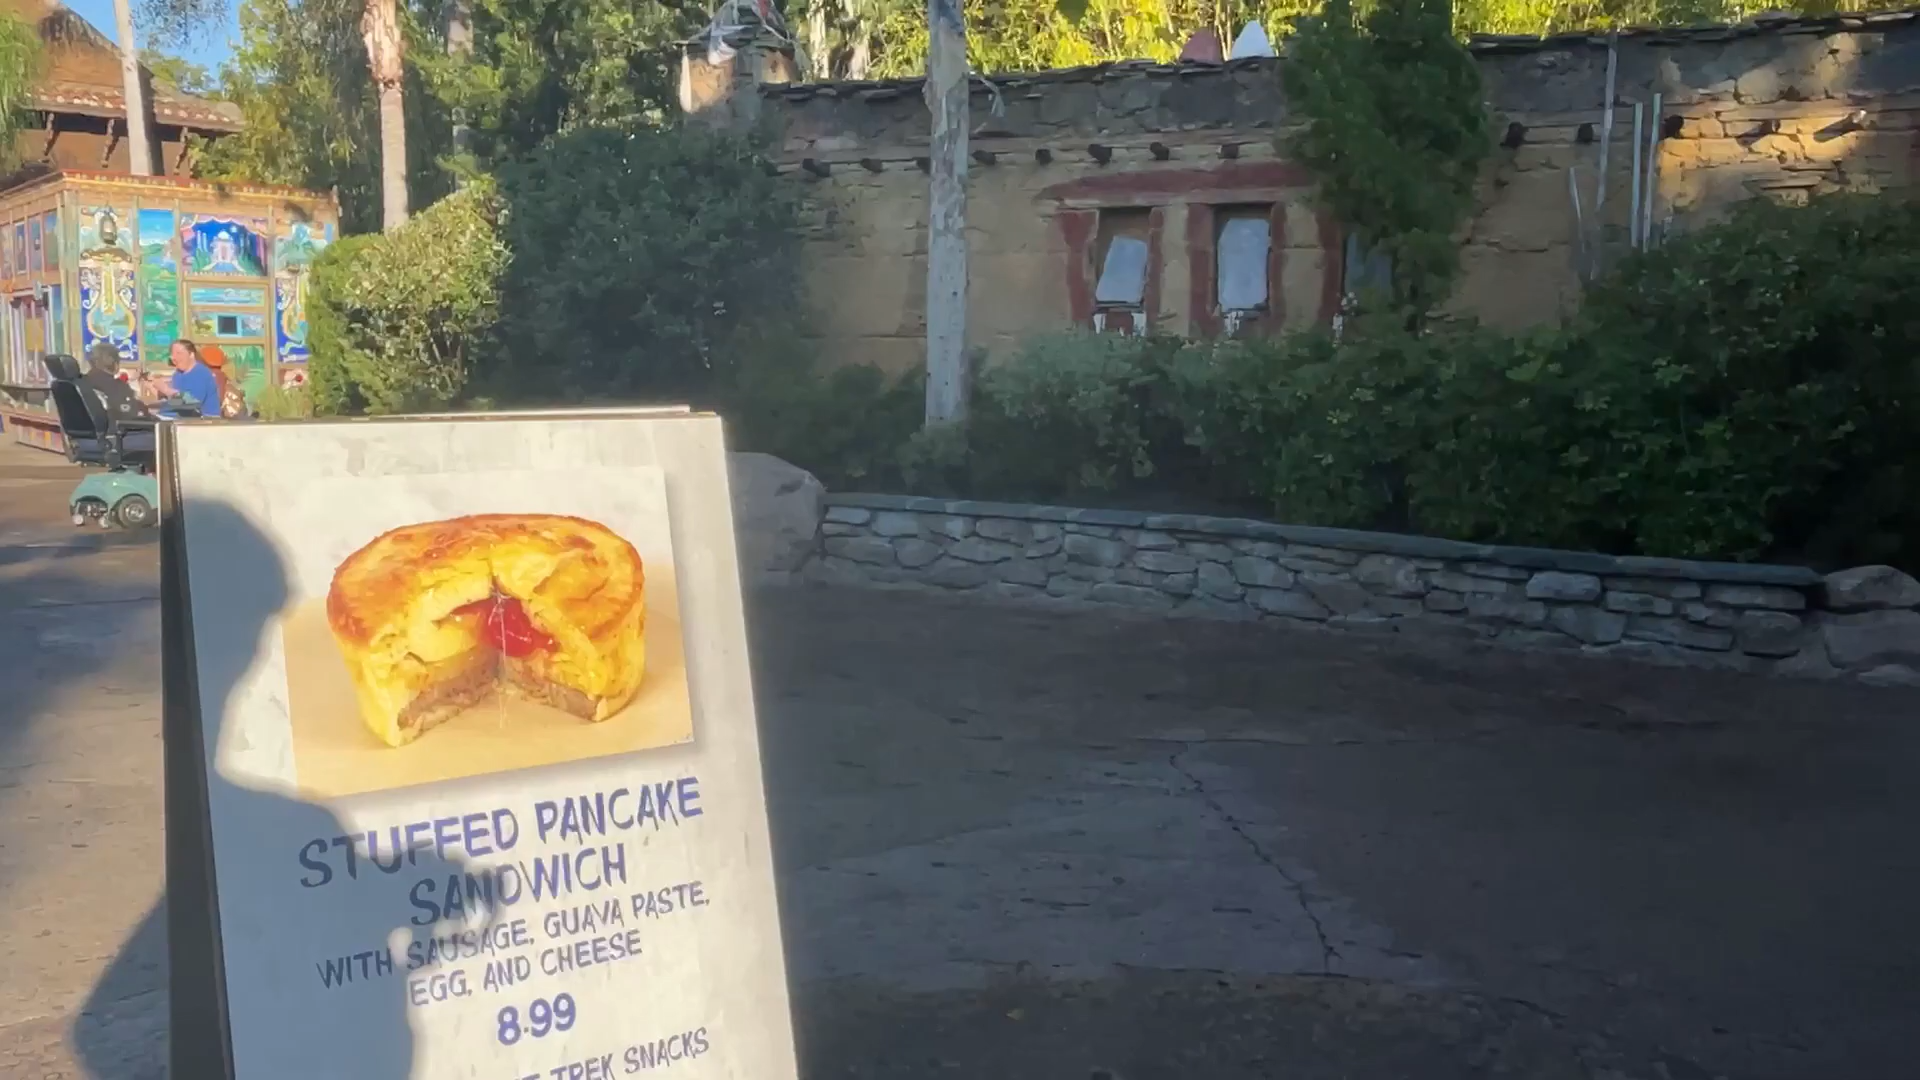 STUFFED PANCAKE
SANDWICH
WITH SAUSAGE, GUAVA PASTE,
EGG, AND CHEESE
8.99
TREK SNACKS